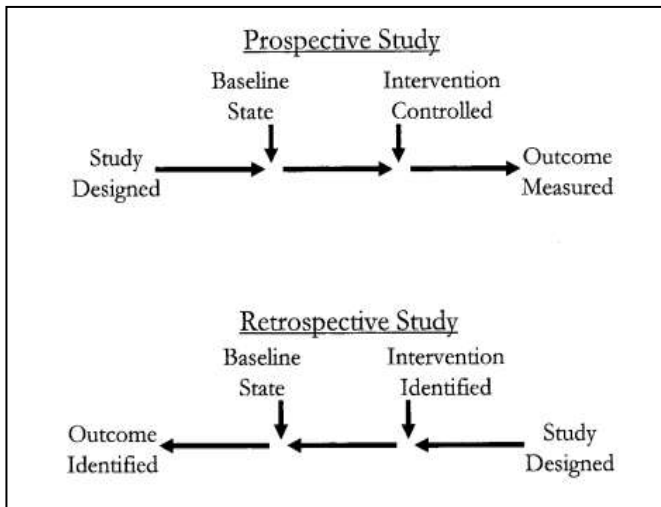 Prospective Study
Baseline
State
Intervention
Controlled
Study
Designed
Outcome
Measured
Retrospective Study
Baseline
State
Intervention
Identified
Outcome
Identified
Study
Designed